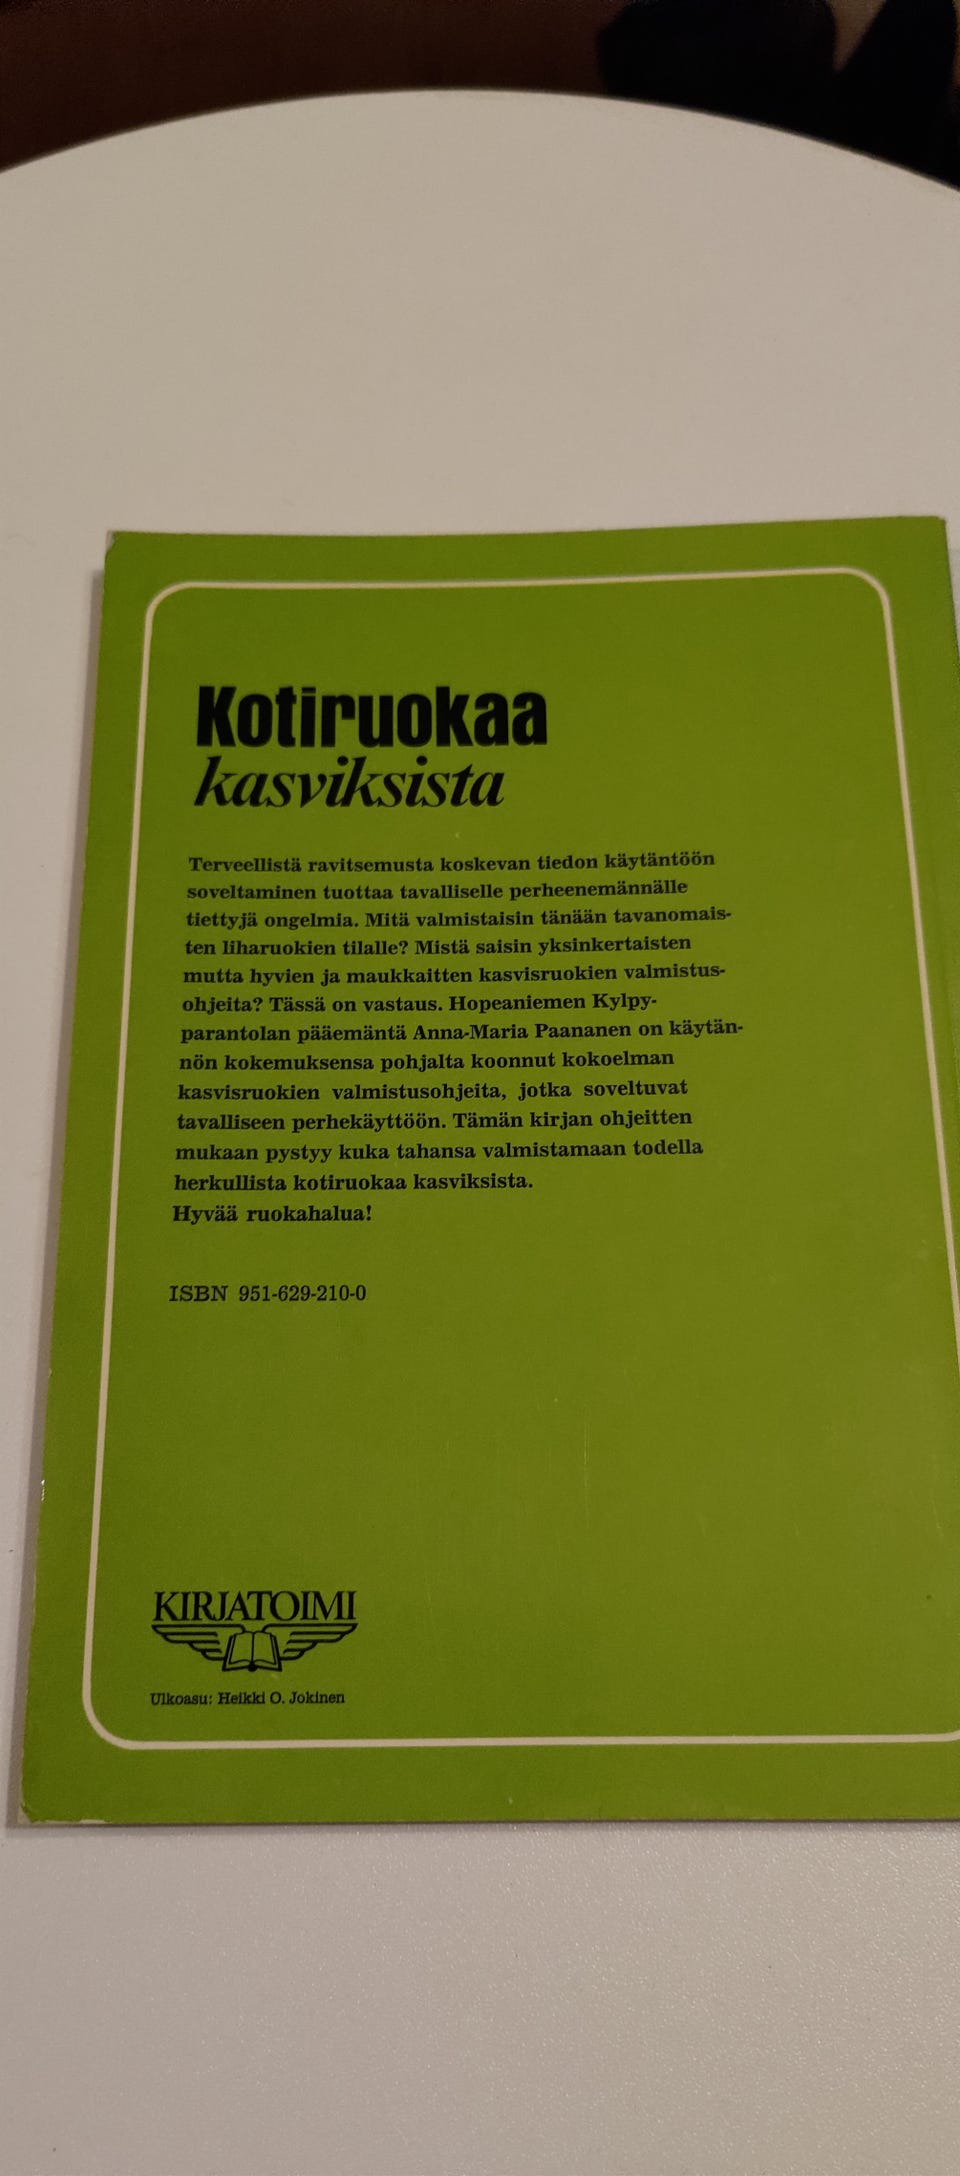 Kotiruokaa
kasviksista
Terveellistä ravitsemusta koskevan tiedon käytäntöön
soveltaminen tuottaa tavalliselle perheenemännälle
tiettyjä ongelmia. Mitä valmistaisin tänään tavanomais-
ten liharuokien tilalle? Mistä saisin yksinkertaisten
mutta hyvien ja maukkaitten kasvisruokien valmistus-
ohjeita? Tässä on vastaus. Hopeaniemen Kylpy-
parantolan pääemäntä Anna-Maria Paananen on käytän-
nön kokemuksensa pohjalta koonnut kokoelman
kasvisruokien valmistusohjeita, jotka soveltuvat
tavalliseen perhekäyttöön. Tämän kirjan ohjeitten
mukaan pystyy kuka tahansa valmistamaan todella
herkullista kotiruokaa kasviksista.
Hyvää ruokahalua!
ISBN 951-629-210-0
KIRJATOIMI
Ulkoasu: Heikki O. Jokinen